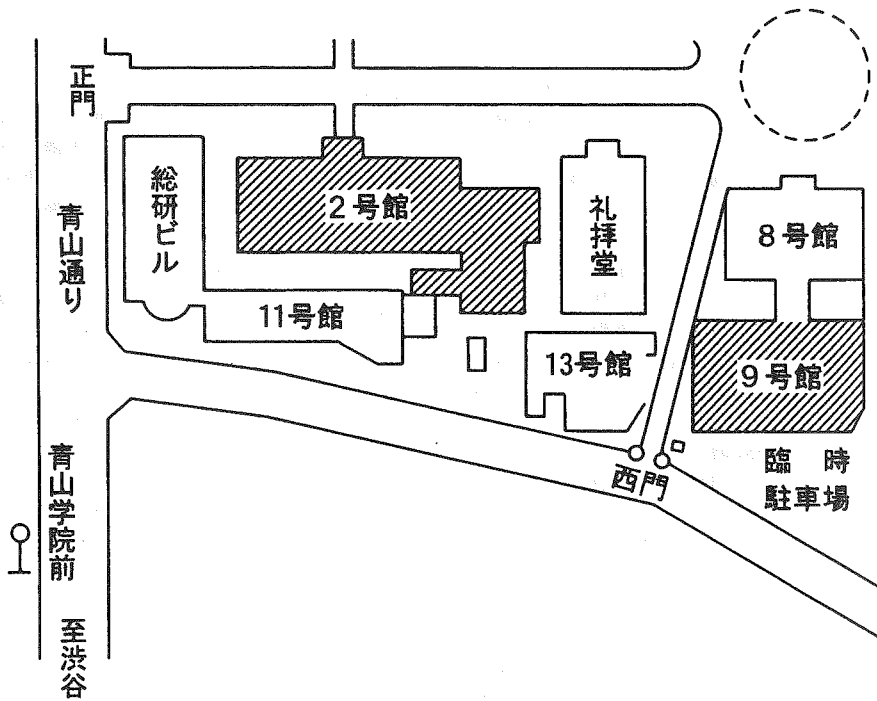 正門
総研ビル
2号館
礼拝堂
8号館
青山通り
11号館
13号館
9号館
西門
臨時
駐車場
青山学院前
至渋谷